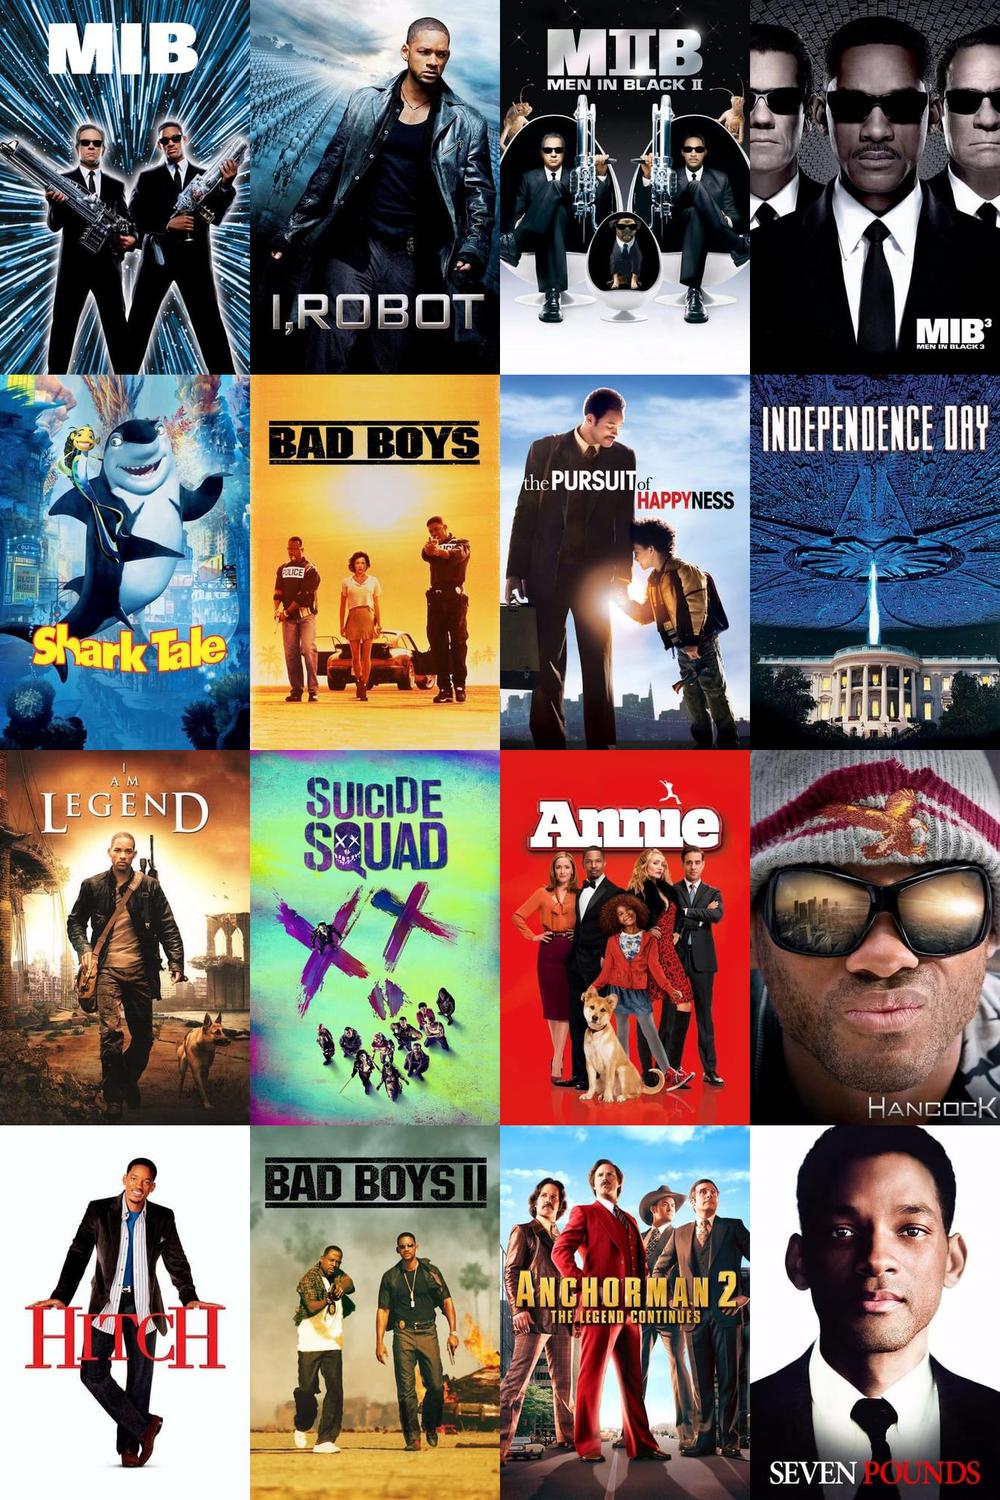 MIB
I, ROBOT
MIIB
MEN IN BLACK II
MIB3
MEN IN BLACK 3
Shark Tale
BAD BOYS
POLICE
the PURSUIT of
HAPPYNESS
INDEPENDENCE DAY
I
AM
LEGEND
SUICIDE
SQUAD
Annie
HANCOCK
HITCH
BAD BOYS II
ANCHORMAN 2
THE LEGEND CONTINUES
SEVEN POUNDS